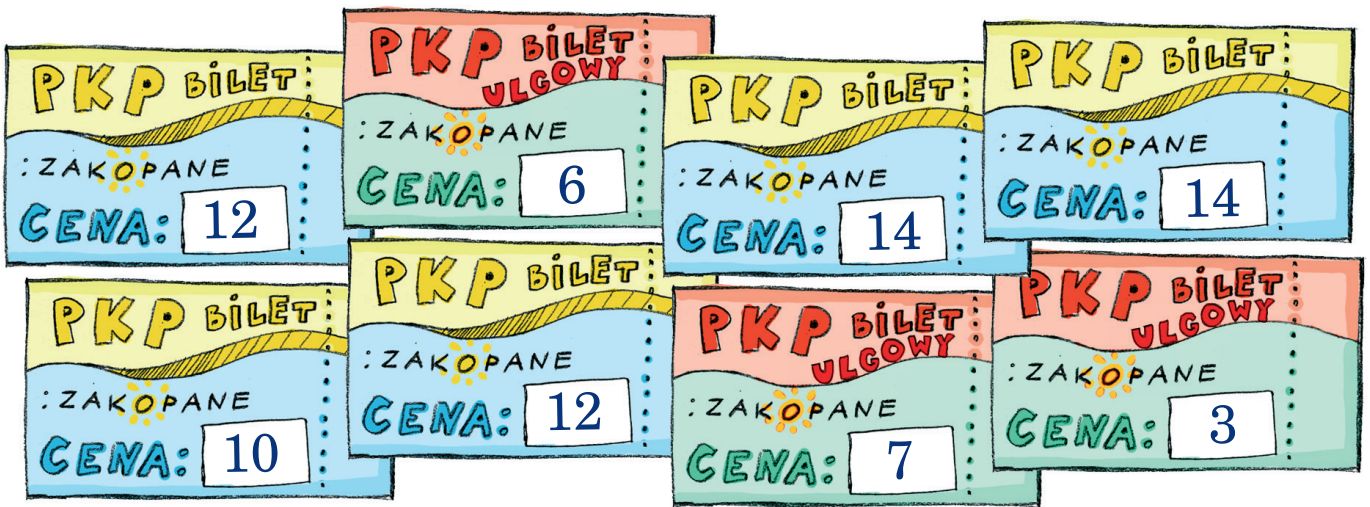 PKP BiLET
:ZAKOPANE
CENA: 12
PKP BiLET
ULGOWY
:ZAKOPANE
CENA: 6
PKP BiLET
:ZAKOPANE
CENA: 14
PKP BiLET
:ZAKOPANE
CENA: 14
PKP BiLET
:ZAKOPANE
CENA: 10
PKP BiLET
:ZAKOPANE
CENA: 12
PKP BiLET
ULGOWY
:ZAKOPANE
CENA: 7
PKP BiLET
ULGOWY
:ZAKOPANE
CENA: 3